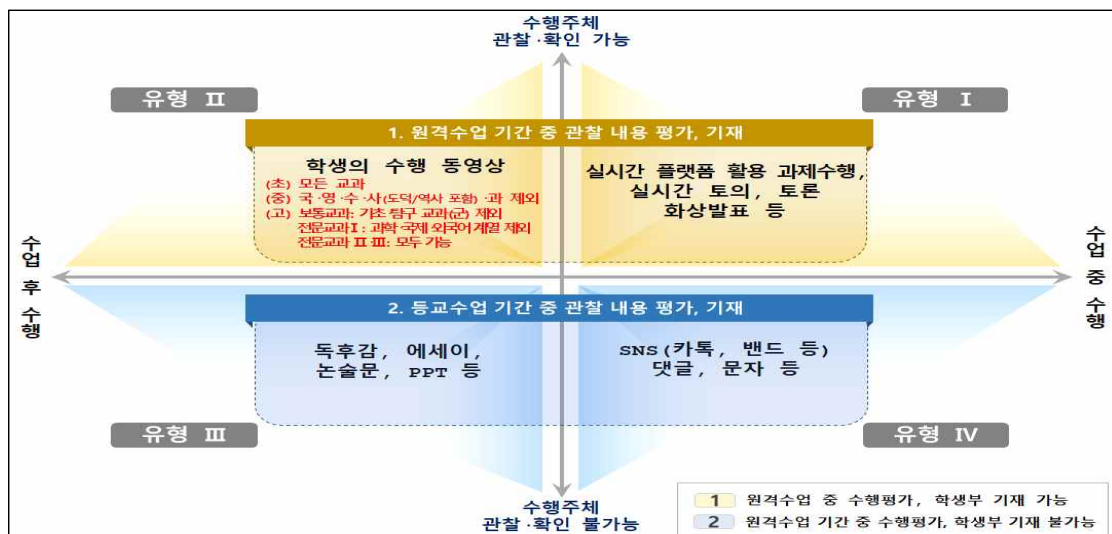 수행주체
관찰·확인 가능
유형 Ⅱ
유형 Ⅰ
1. 원격수업 기간 중 관찰 내용 평가, 기재
학생의 수행 동영상
(초) 모든 교과
(중) 국·영·수·사(도덕/역사 포함)·과 제외
(고) 보통교과: 기초·탐구 교과(군) 제외
전문교과Ⅰ: 과학·국제·외국어 계열 제외
전문교과 Ⅱ·Ⅲ: 모두 가능
실시간 플랫폼 활용 과제수행,
실시간 토의, 토론
화상발표 등
수업 후 수행
수업 중 수행
2. 등교수업 기간 중 관찰 내용 평가, 기재
독후감, 에세이,
논술문, PPT 등
SNS(카톡, 밴드 등)
댓글, 문자 등
유형 Ⅲ
유형 Ⅳ
수행주체
관찰·확인 불가능
1 원격수업 중 수행평가, 학생부 기재 가능
2 원격수업 기간 중 수행평가, 학생부 기재 불가능